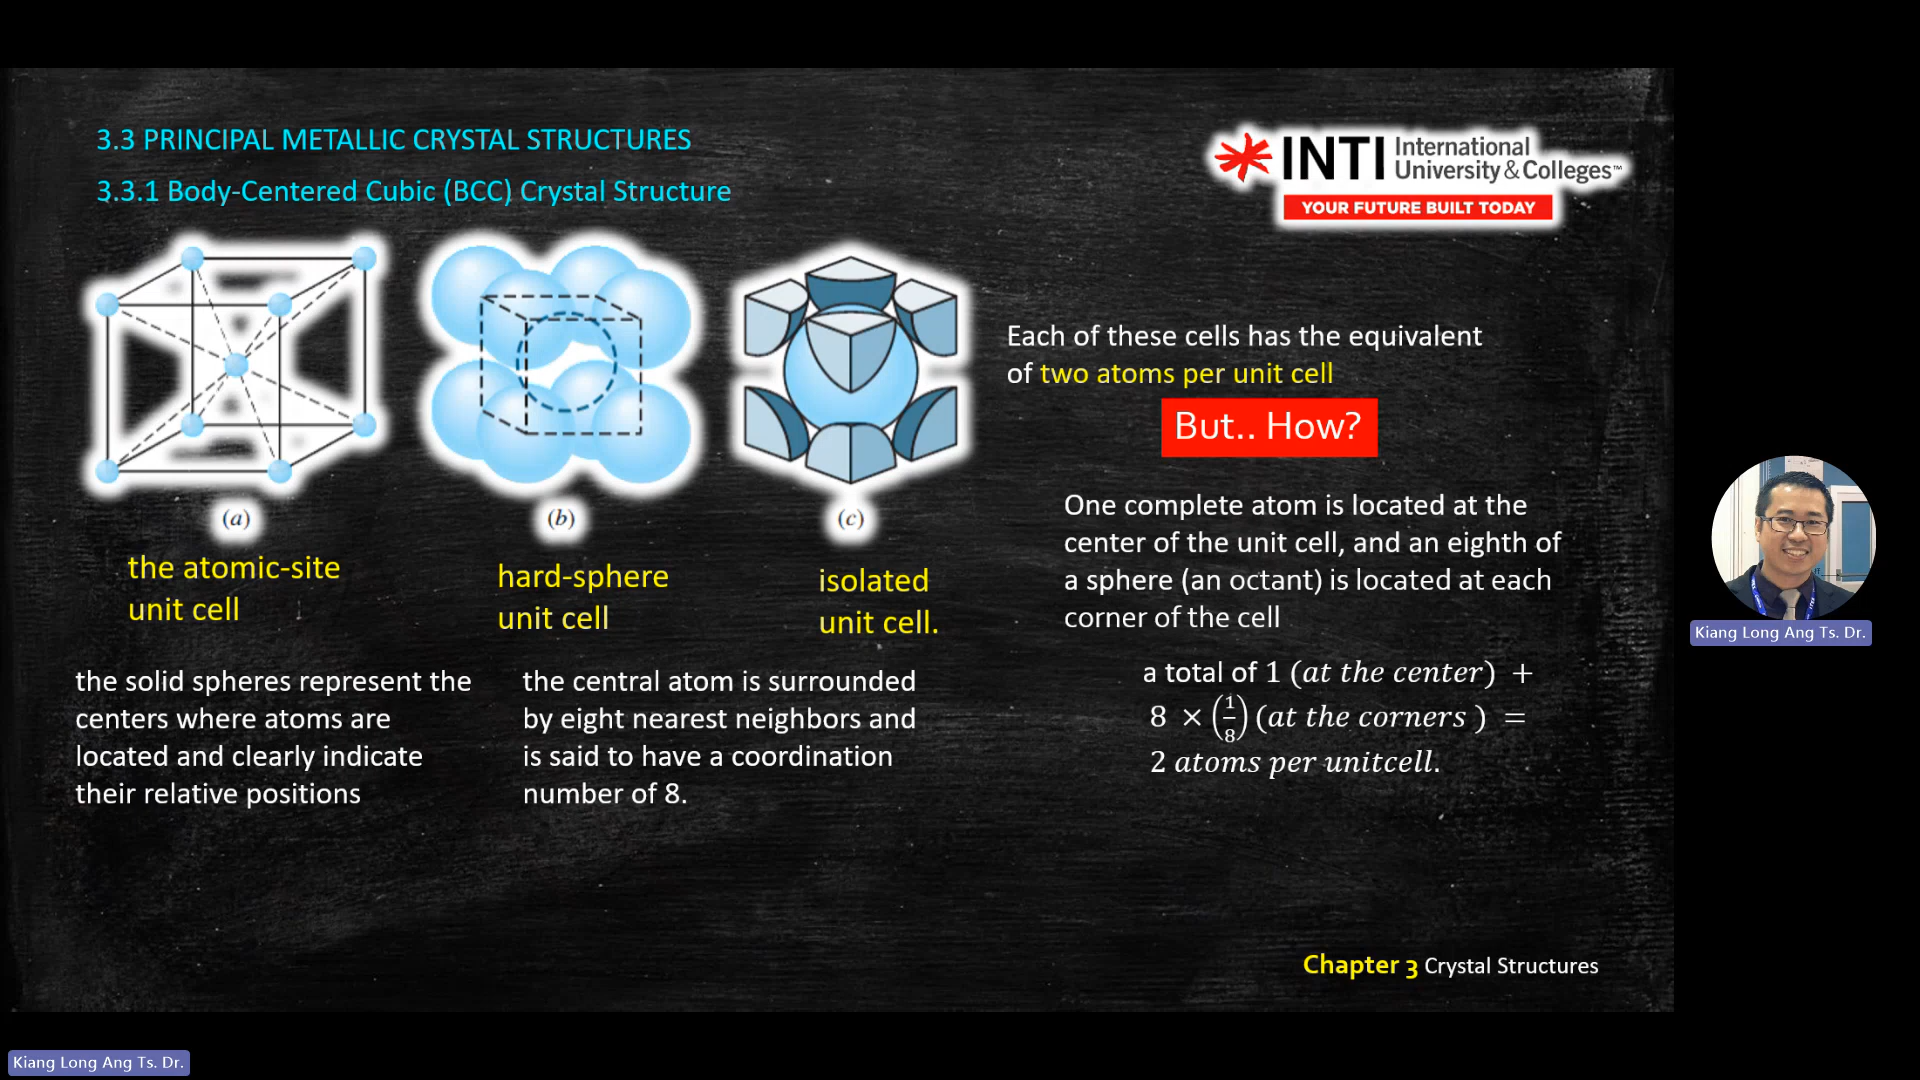 3.3 PRINCIPAL METALLIC CRYSTAL STRUCTURES
3.3.1 Body-Centered Cubic (BCC) Crystal Structure
INTI International
University & Colleges™
YOUR FUTURE BUILT TODAY
(a)
(b)
(c)
the atomic-site
unit cell
hard-sphere
unit cell
isolated
unit cell.
the solid spheres represent the
centers where atoms are
located and clearly indicate
their relative positions
the central atom is surrounded
by eight nearest neighbors and
is said to have a coordination
number of 8.
Each of these cells has the equivalent
of two atoms per unit cell
But.. How?
One complete atom is located at the
center of the unit cell, and an eighth of
a sphere (an octant) is located at each
corner of the cell
a total of 1 (at the center) +
8 × (1/8) (at the corners ) =
2 atoms per unitcell.
Chapter 3 Crystal Structures
Kiang Long Ang Ts. Dr.
Kiang Long Ang Ts. Dr.